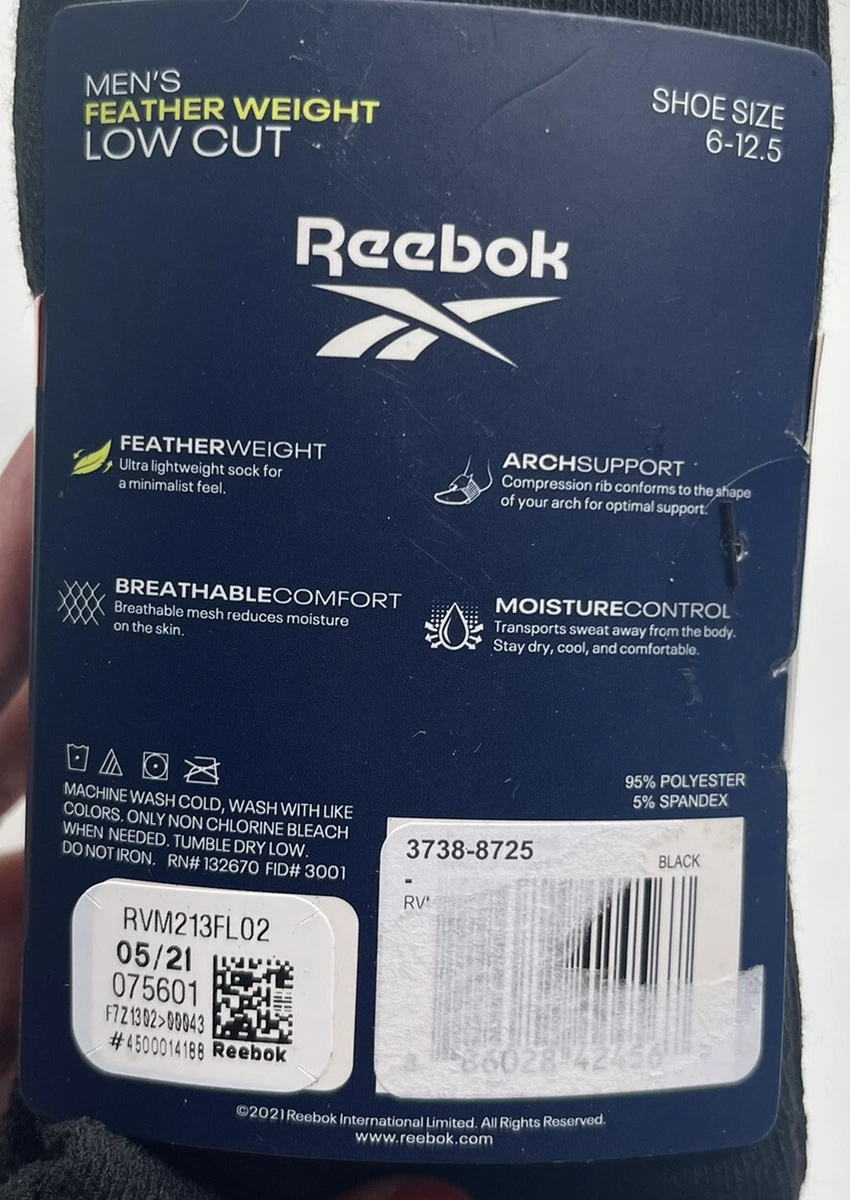 MEN'S
FEATHER WEIGHT
LOW CUT
SHOE SIZE
6-12.5
Reebok
FEATHERWEIGHT
Ultra lightweight sock for
a minimalist feel.
ARCHSUPPORT
Compression rib conforms to the shape
of your arch for optimal support.
BREATHABLECOMFORT
Breathable mesh reduces moisture
on the skin.
MOISTURECONTROL
Transports sweat away from the body.
Stay dry, cool, and comfortable.
MACHINE WASH COLD, WASH WITH LIKE
COLORS. ONLY NON CHLORINE BLEACH
WHEN NEEDED. TUMBLE DRY LOW.
DO NOT IRON. RN# 132670 FID# 3001
95% POLYESTER
5% SPANDEX
RVM213FL02
05/21
075601
F7Z1302>00043
#4500014188 Reebok
3738-8725
-
BLACK
©2021 Reebok International Limited. All Rights Reserved.
www.reebok.com